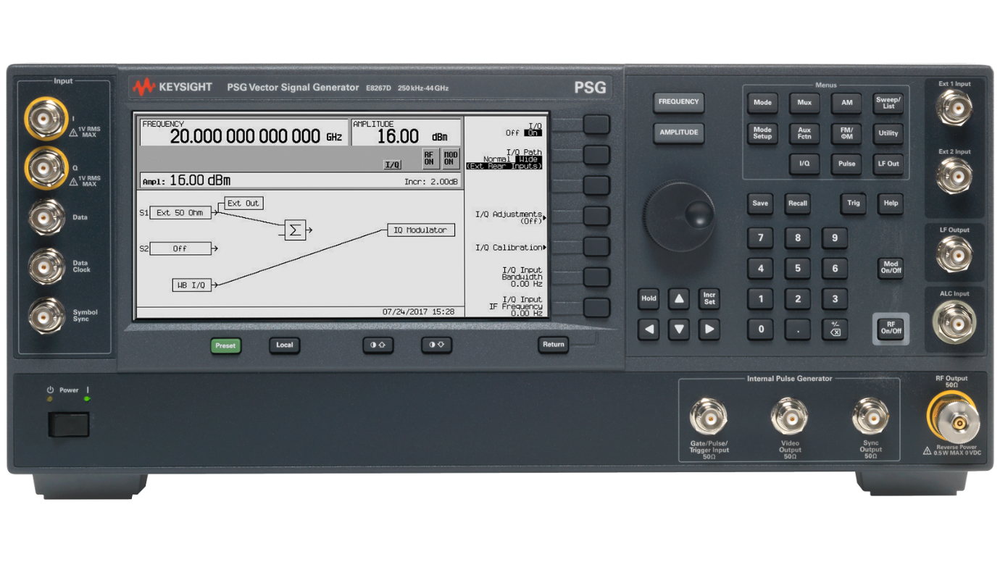 Input
I
1V RMS
MAX
Q
1V RMS
MAX
Data
Data
Clock
Symbol
Sync
KEYSIGHT PSG Vector Signal Generator E8267D 250kHz-44GHz PSG
FREQUENCY
20.000 000 000 000 GHz
AMPLITUDE
16.00 dBm
I/Q
RF
ON
MOD
ON
Ampl: 16.00 dBm
Incr: 2.00dB
S1 Ext 50 Ohm
Ext Out
Σ
IQ Modulator
S2 Off
WB I/Q
07/24/2017 15:28
I/Q
Off On
I/Q Path
Normal Wide
(Ext Rear Inputs)
I/Q Adjustments
(Off)
I/Q Calibration
I/Q Input
Bandwidth
0.00 Hz
I/Q Input
IF Frequency
0.00 Hz
Preset
Local
Return
FREQUENCY
AMPLITUDE
Menus
Mode
Mux
AM
Sweep/
List
Mode
Setup
Aux
Fctn
FM/
ΦM
Utility
I/Q
Pulse
LF Out
Save
Recall
Trig
Help
7 8 9
4 5 6
Mod
On/Off
Hold
Incr
Set
1 2 3
0 .
+/-
RF
On/Off
Ext 1 Input
Ext 2 Input
LF Output
ALC Input
Power
Internal Pulse Generator
Gate/Pulse/
Trigger Input
50Ω
Video
Output
50Ω
Sync
Output
50Ω
RF Output
50Ω
Reverse Power
0.5W MAX 0VDC